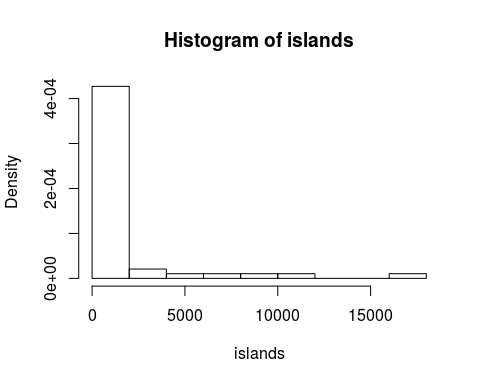 Histogram of islands
Density
4e-04
2e-04
0e+00
0 5000 10000 15000
islands